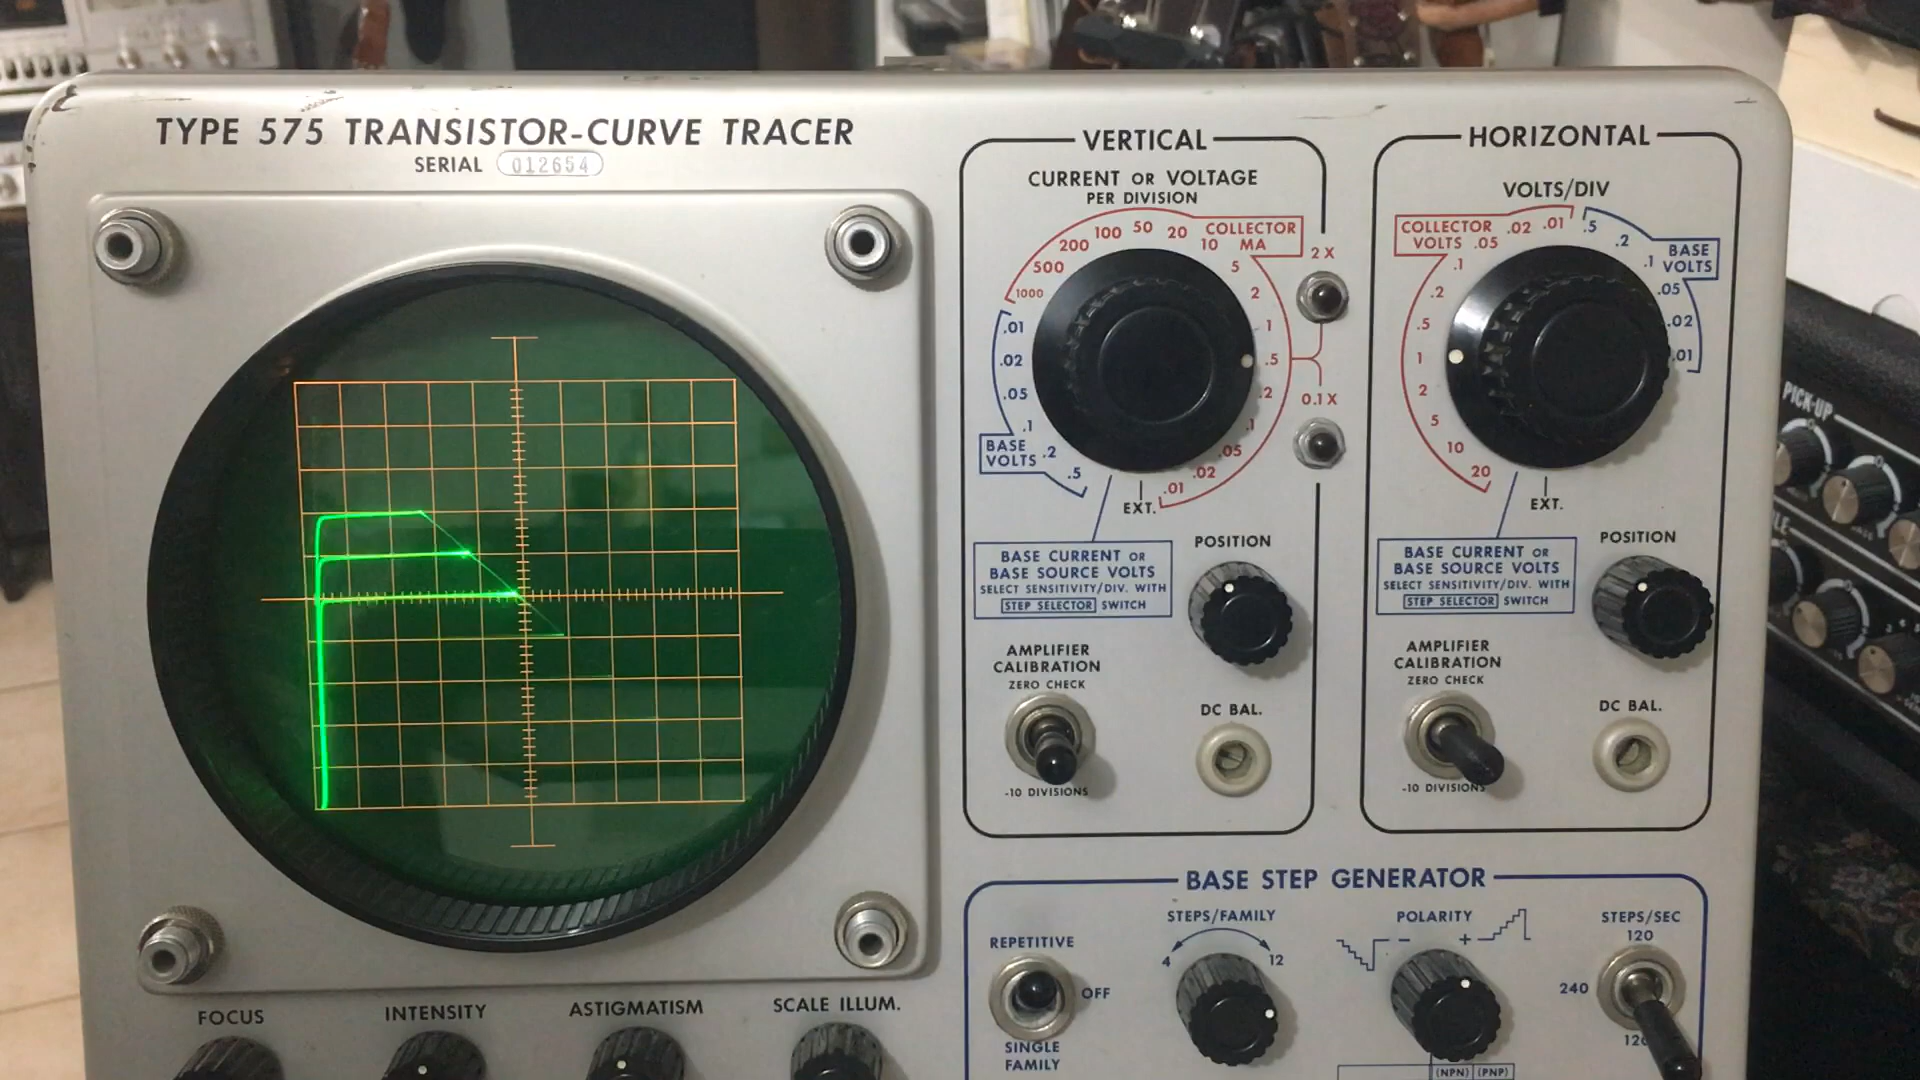 TYPE 575 TRANSISTOR-CURVE TRACER
SERIAL 012654
VERTICAL
CURRENT OR VOLTAGE
PER DIVISION
1000
500
200
100
50
20
10
COLLECTOR
MA
5
2
1
.5
.2
.1
.05
.02
.01
EXT.
.01
.02
.05
.1
.2
.5
BASE
VOLTS
2 X
0.1 X
BASE CURRENT OR
BASE SOURCE VOLTS
SELECT SENSITIVITY/DIV. WITH
STEP SELECTOR SWITCH
POSITION
AMPLIFIER
CALIBRATION
ZERO CHECK
-10 DIVISIONS
DC BAL.
HORIZONTAL
VOLTS/DIV
COLLECTOR
VOLTS
.01
.02
.05
.1
.2
.5
1
2
5
10
20
EXT.
.5
.2
.1
.05
.02
.01
BASE
VOLTS
BASE CURRENT OR
BASE SOURCE VOLTS
SELECT SENSITIVITY/DIV. WITH
STEP SELECTOR SWITCH
POSITION
AMPLIFIER
CALIBRATION
ZERO CHECK
-10 DIVISIONS
DC BAL.
PICK-UP
BASE STEP GENERATOR
REPETITIVE
OFF
SINGLE
FAMILY
STEPS/FAMILY
4 12
POLARITY
- +
(NPN) (PNP)
STEPS/SEC
120
240
FOCUS
INTENSITY
ASTIGMATISM
SCALE ILLUM.